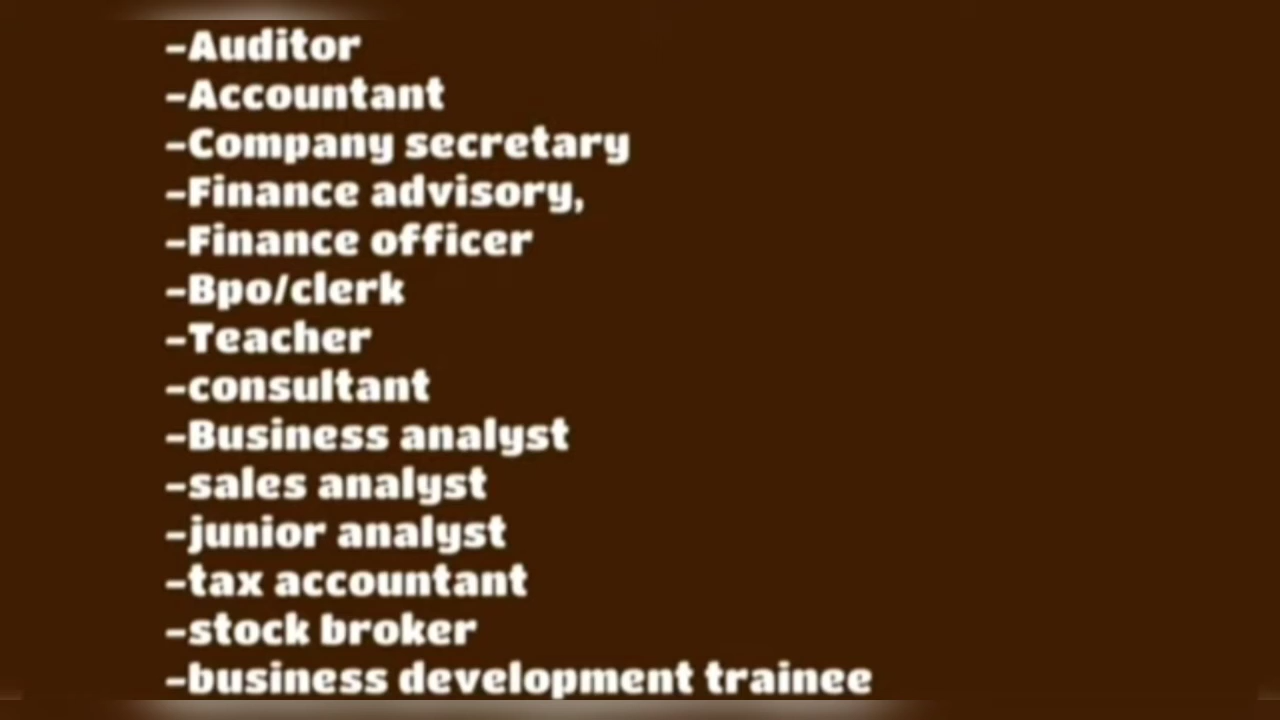 -Auditor
-Accountant
-Company secretary
-Finance advisory,
-Finance officer
-Bpo/clerk
-Teacher
-consultant
-Business analyst
-sales analyst
-junior analyst
-tax accountant
-stock broker
-business development trainee